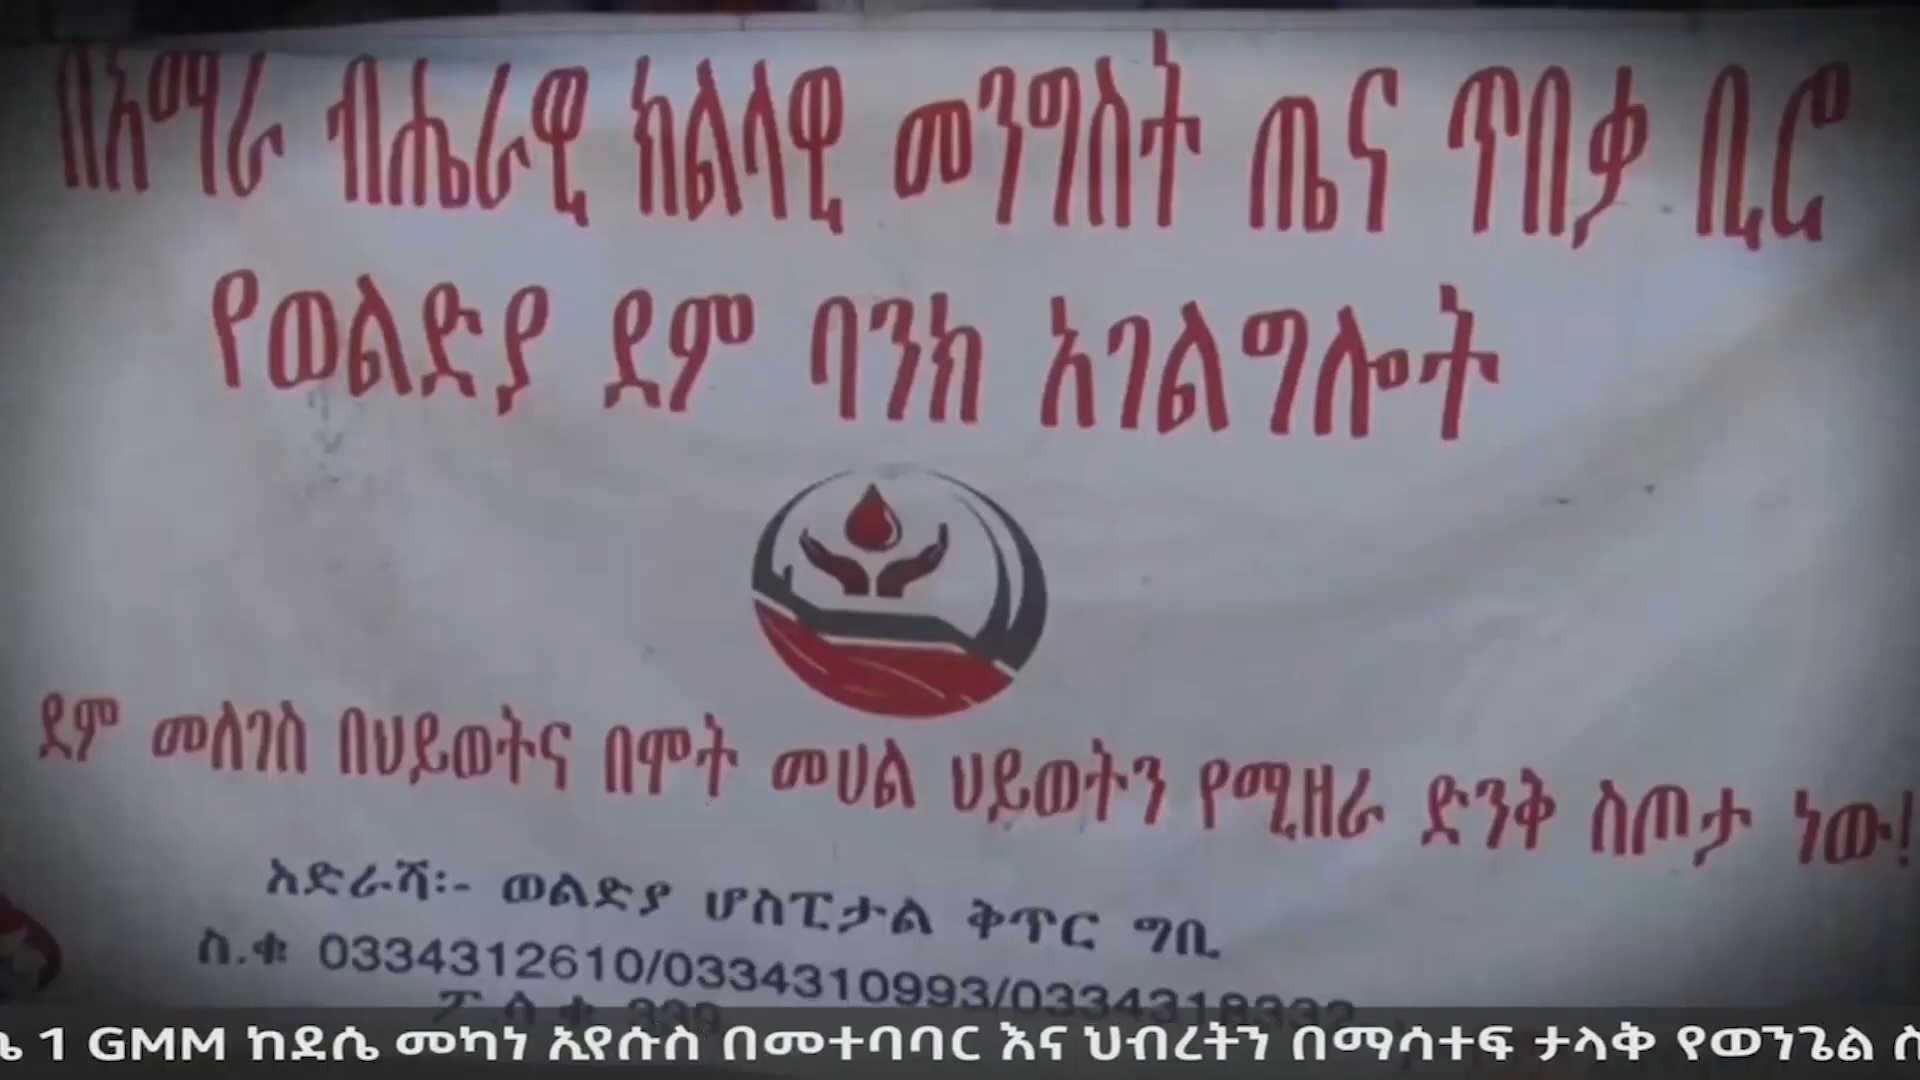 በአማራ ብሔራዊ ክልላዊ መንግስት ጤና ጥበቃ ቢሮ
የወልድያ ደም ባንክ አገልግሎት
ደም መለገስ በህይወትና በሞት መሀል ህይወትን የሚዘራ ድንቅ ስጦታ ነው!
አድራሻ፡- ወልድያ ሆስፒታል ቅጥር ግቢ
ስ.ቁ 0334312610/0334310993/0334318332
ፖ.ሳ.ቁ 339
1 GMM ከደሴ መካነ ኢየሱስ በመተባባር እና ህብረትን በማሳተፍ ታላቅ የወንጌል